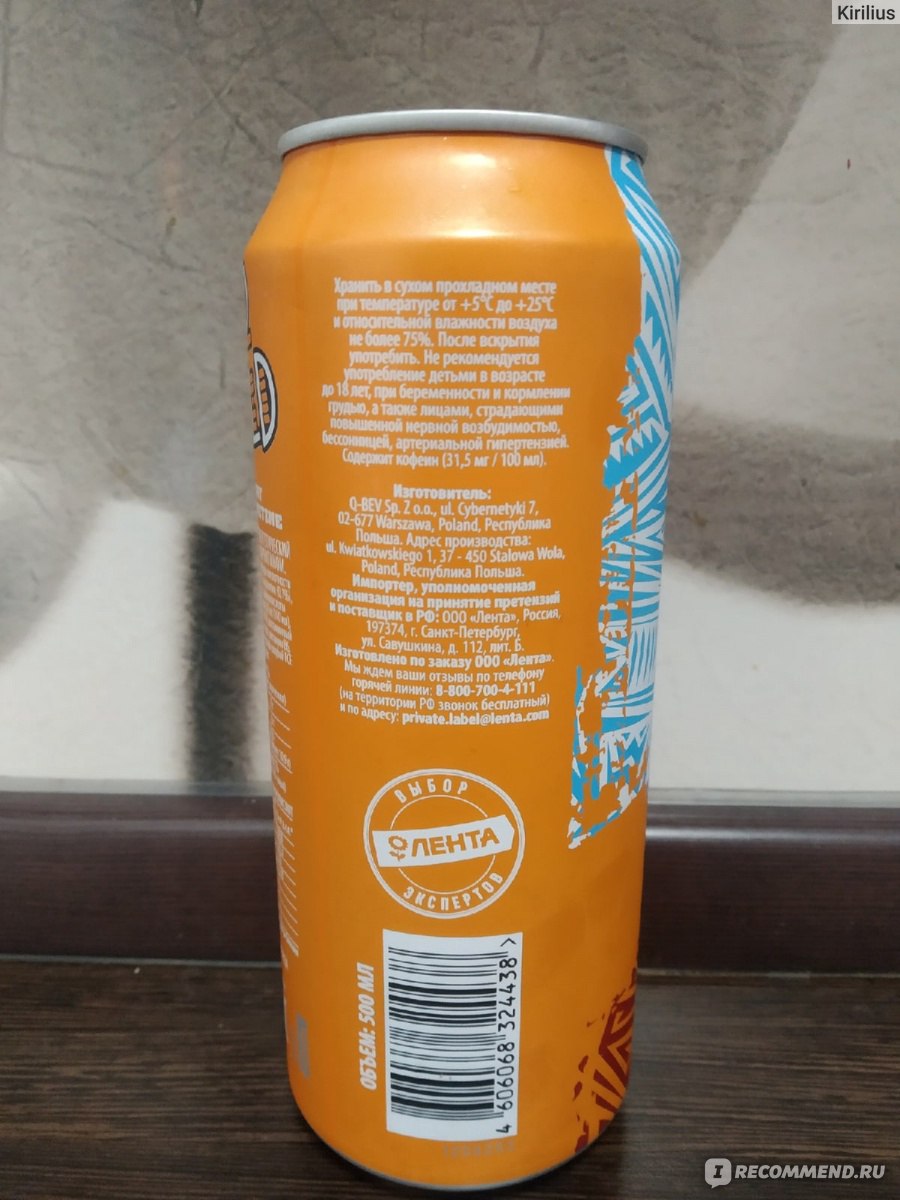 Kirilius
Хранить в сухом прохладном месте
при температуре от +5°C до +25°C
и относительной влажности воздуха
не более 75%. После вскрытия
употребить. Не рекомендуется
употребление детьми в возрасте
до 18 лет, при беременности и кормлении
грудью, а также лицами, страдающими
повышенной нервной возбудимостью,
бессонницей, артериальной гипертензией.
Содержит кофеин (31,5 мг / 100 мл).
Изготовитель:
Q-BEV Sp. Z o.o., ul. Cybernetyki 7,
02-677 Warszawa, Poland, Республика
Польша. Адрес производства:
ul. Kwiatkowskiego 1, 37 - 450 Stalowa Wola,
Poland, Республика Польша.
Импортер, уполномоченная
организация на принятие претензий
и поставщик в РФ: ООО «Лента», Россия,
197374, г. Санкт-Петербург,
ул. Савушкина, д. 112, лит. Б.
Изготовлено по заказу ООО «Лента».
Мы ждем ваши отзывы по телефону
горячей линии: 8-800-700-4-111
(на территории РФ звонок бесплатный)
и по адресу: private.label@lenta.com
ВЫБОР
ЛЕНТА
ЭКСПЕРТОВ
ОБЪЕМ: 500 МЛ
4 606068 324438 >
IRECOMMEND.RU